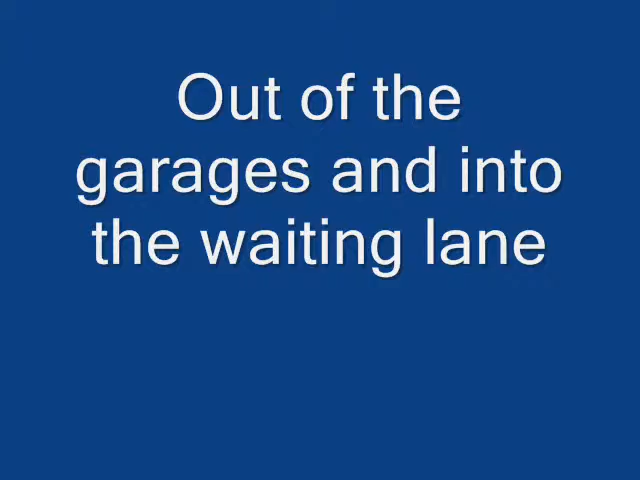 Out of the
garages and into
the waiting lane